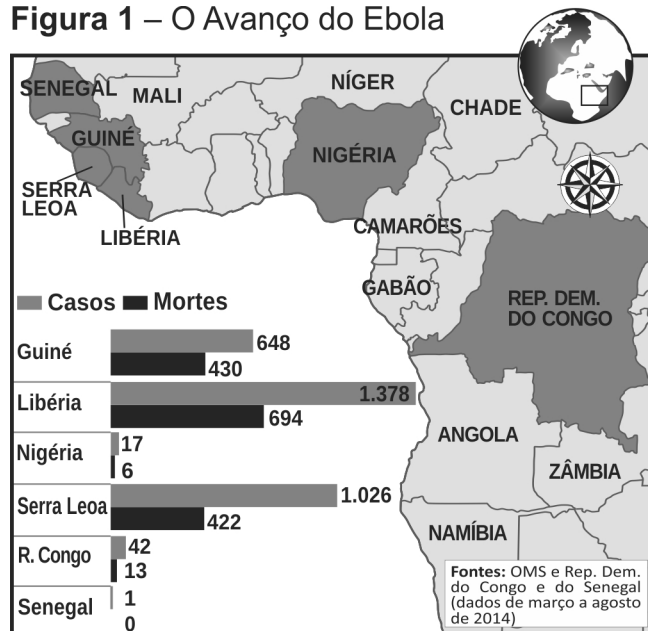 Figura 1 – O Avanço do Ebola
SENEGAL
MALI
NÍGER
CHADE
GUINÉ
NIGÉRIA
SERRA
LEOA
LIBÉRIA
CAMARÕES
GABÃO
REP. DEM.
DO CONGO
ANGOLA
ZÂMBIA
NAMÍBIA
Casos Mortes
Guiné 648
430
Libéria 1.378
694
Nigéria 17
6
Serra Leoa 1.026
422
R. Congo 42
13
Senegal 1
0
Fontes: OMS e Rep. Dem.
do Congo e do Senegal
(dados de março a agosto
de 2014)